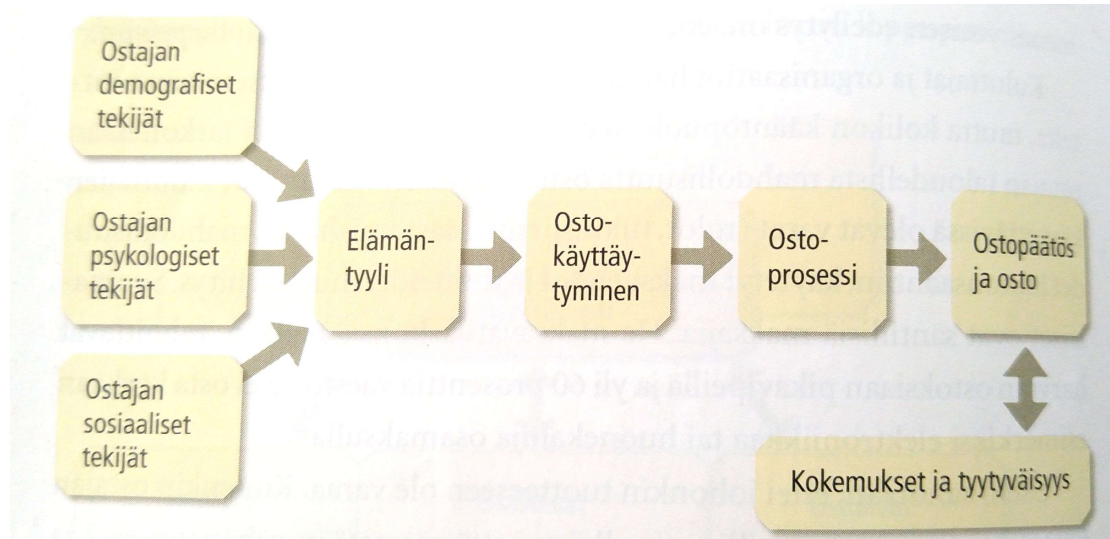 Ostajan
demografiset
tekijät
Ostajan
psykologiset
tekijät
Ostajan
sosiaaliset
tekijät
Elämän-
tyyli
Osto-
käyttäy-
tyminen
Osto-
prosessi
Ostopäätös
ja osto
Kokemukset ja tyytyväisyys